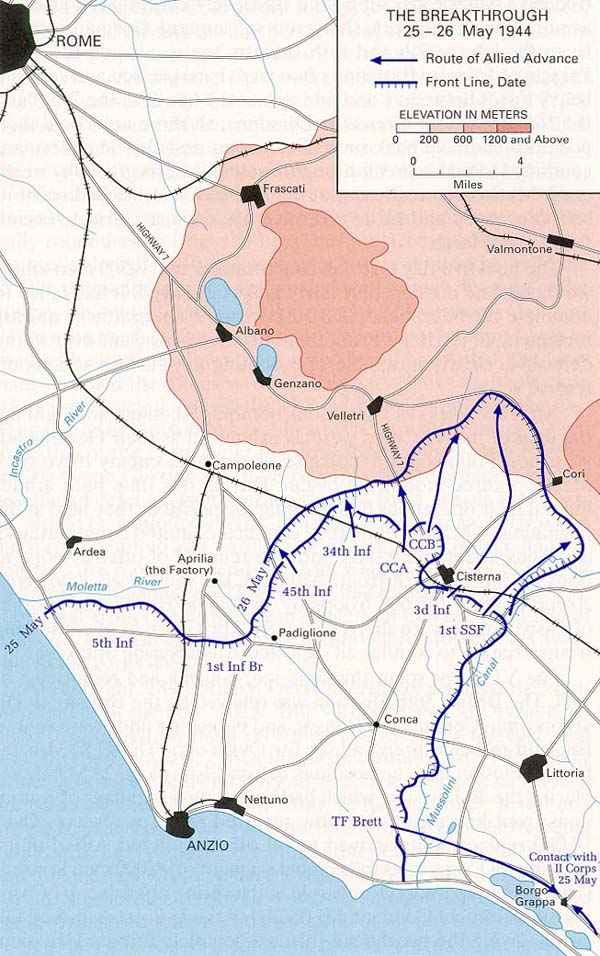 THE BREAKTHROUGH
25 – 26 May 1944
Route of Allied Advance
Front Line, Date
ELEVATION IN METERS
0 200 600 1200 and Above
0 4
Miles
ROME
Frascati
HIGHWAY 7
Valmontone
Albano
Genzano
Velletri
HIGHWAY 7
Incastro
River
Campoleone
Cori
Ardea
Aprilia
(the Factory)
34th Inf
CCB
CCA
Cisterna
Moletta River
26 May
45th Inf
25 May
3d Inf
5th Inf
Padiglione
1st SSF
1st Inf Br
Canal
Conca
Littoria
Mussolini
Nettuno
TF Brett
ANZIO
Contact with
II Corps
25 May
Borgo
Grappa